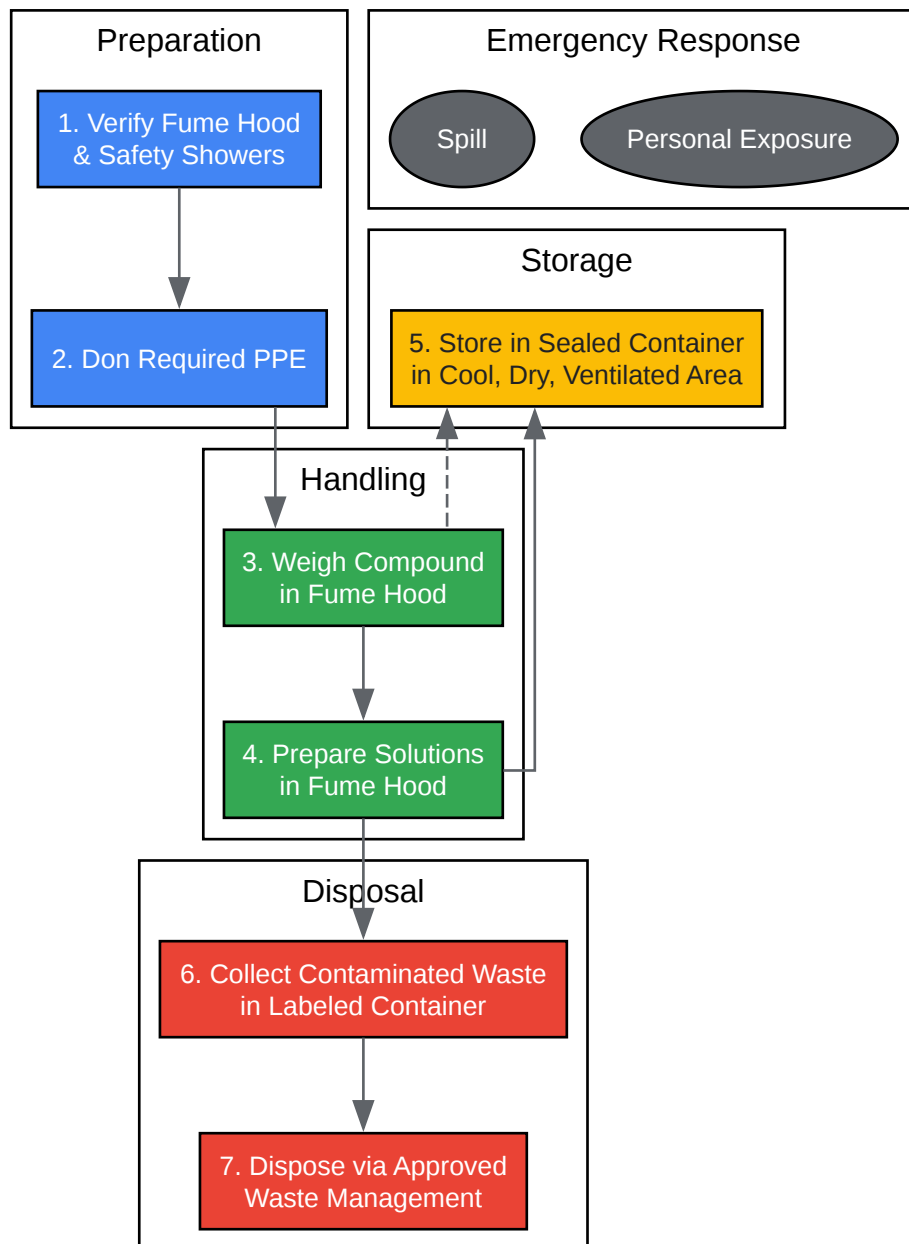 Preparation
1. Verify Fume Hood
& Safety Showers
2. Don Required PPE
Emergency Response
Spill
Personal Exposure
Storage
5. Store in Sealed Container
in Cool, Dry, Ventilated Area
Handling
3. Weigh Compound
in Fume Hood
4. Prepare Solutions
in Fume Hood
Disposal
6. Collect Contaminated Waste
in Labeled Container
7. Dispose via Approved
Waste Management